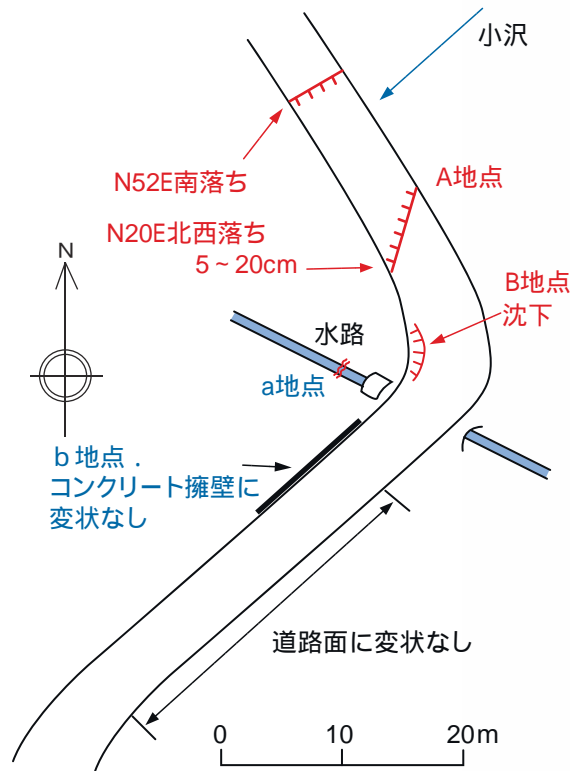 小沢
N52E南落ち
A地点
N20E北西落ち
5~20cm
B地点
沈下
N
水路
a地点
b地点.
コンクリート擁壁に
変状なし
道路面に変状なし
0 10 20m